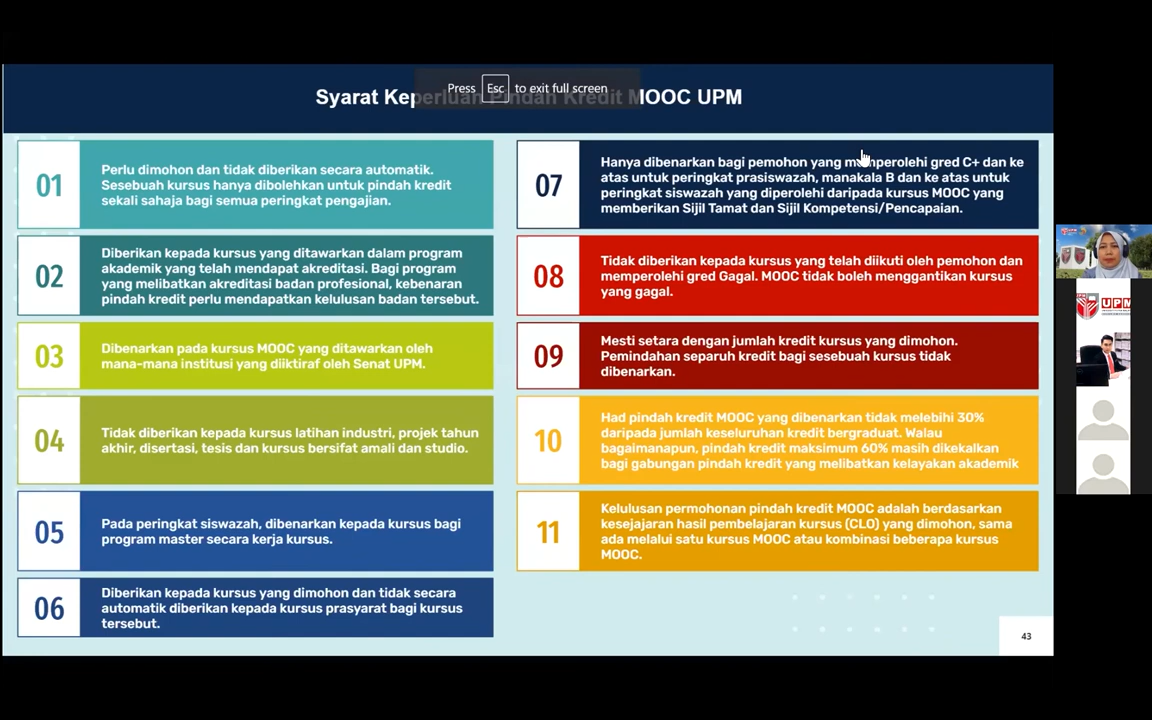 Syarat Keperluan Pindah Kredit MOOC UPM
Press Esc to exit full screen
01
Perlu dimohon dan tidak diberikan secara automatik.
Sesebuah kursus hanya dibolehkan untuk pindah kredit
sekali sahaja bagi semua peringkat pengajian.
02
Diberikan kepada kursus yang ditawarkan dalam program
akademik yang telah mendapat akreditasi. Bagi program
yang melibatkan akreditasi badan profesional, kebenaran
pindah kredit perlu mendapatkan kelulusan badan tersebut.
03
Dibenarkan pada kursus MOOC yang ditawarkan oleh
mana-mana institusi yang diiktiraf oleh Senat UPM.
04
Tidak diberikan kepada kursus latihan industri, projek tahun
akhir, disertasi, tesis dan kursus bersifat amali dan studio.
05
Pada peringkat siswazah, dibenarkan kepada kursus bagi
program master secara kerja kursus.
06
Diberikan kepada kursus yang dimohon dan tidak secara
automatik diberikan kepada kursus prasyarat bagi kursus
tersebut.
07
Hanya dibenarkan bagi pemohon yang memperolehi gred C+ dan ke
atas untuk peringkat prasiswazah, manakala B dan ke atas untuk
peringkat siswazah yang diperolehi daripada kursus MOOC yang
memberikan Sijil Tamat dan Sijil Kompetensi/Pencapaian.
08
Tidak diberikan kepada kursus yang telah diikuti oleh pemohon dan
memperolehi gred Gagal. MOOC tidak boleh menggantikan kursus
yang gagal.
09
Mesti setara dengan jumlah kredit kursus yang dimohon.
Pemindahan separuh kredit bagi sesebuah kursus tidak
dibenarkan.
10
Had pindah kredit MOOC yang dibenarkan tidak melebihi 30%
daripada jumlah keseluruhan kredit bergraduat. Walau
bagaimanapun, pindah kredit maksimum 60% masih dikekalkan
bagi gabungan pindah kredit yang melibatkan kelayakan akademik
11
Kelulusan permohonan pindah kredit MOOC adalah berdasarkan
kesejajaran hasil pembelajaran kursus (CLO) yang dimohon, sama
ada melalui satu kursus MOOC atau kombinasi beberapa kursus
MOOC.
43
UPM